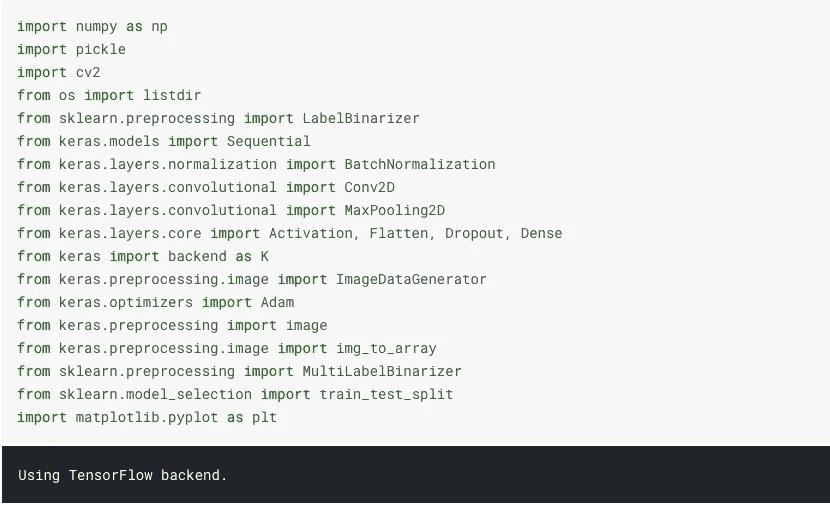 import numpy as np
import pickle
import cv2
from os import listdir
from sklearn.preprocessing import LabelBinarizer
from keras.models import Sequential
from keras.layers.normalization import BatchNormalization
from keras.layers.convolutional import Conv2D
from keras.layers.convolutional import MaxPooling2D
from keras.layers.core import Activation, Flatten, Dropout, Dense
from keras import backend as K
from keras.preprocessing.image import ImageDataGenerator
from keras.optimizers import Adam
from keras.preprocessing import image
from keras.preprocessing.image import img_to_array
from sklearn.preprocessing import MultiLabelBinarizer
from sklearn.model_selection import train_test_split
import matplotlib.pyplot as plt
Using TensorFlow backend.